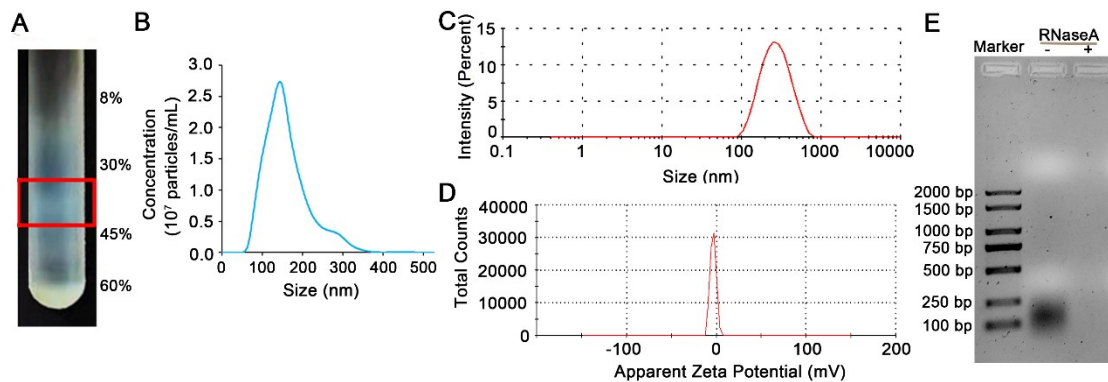 A
8%
30%
45%
60%
B
Concentration
(10⁷ particles/mL)
3.0
2.5
2.0
1.5
1.0
0.5
0.0
0 100 200 300 400 500
Size (nm)
C
Intensity (Percent)
15
10
5
0
0.1 1 10 100 1000 10000
Size (nm)
D
Total Counts
40000
30000
20000
10000
0
-100 0 100 200
Apparent Zeta Potential (mV)
E
RNaseA
Marker - +
2000 bp
1500 bp
1000 bp
750 bp
500 bp
250 bp
100 bp